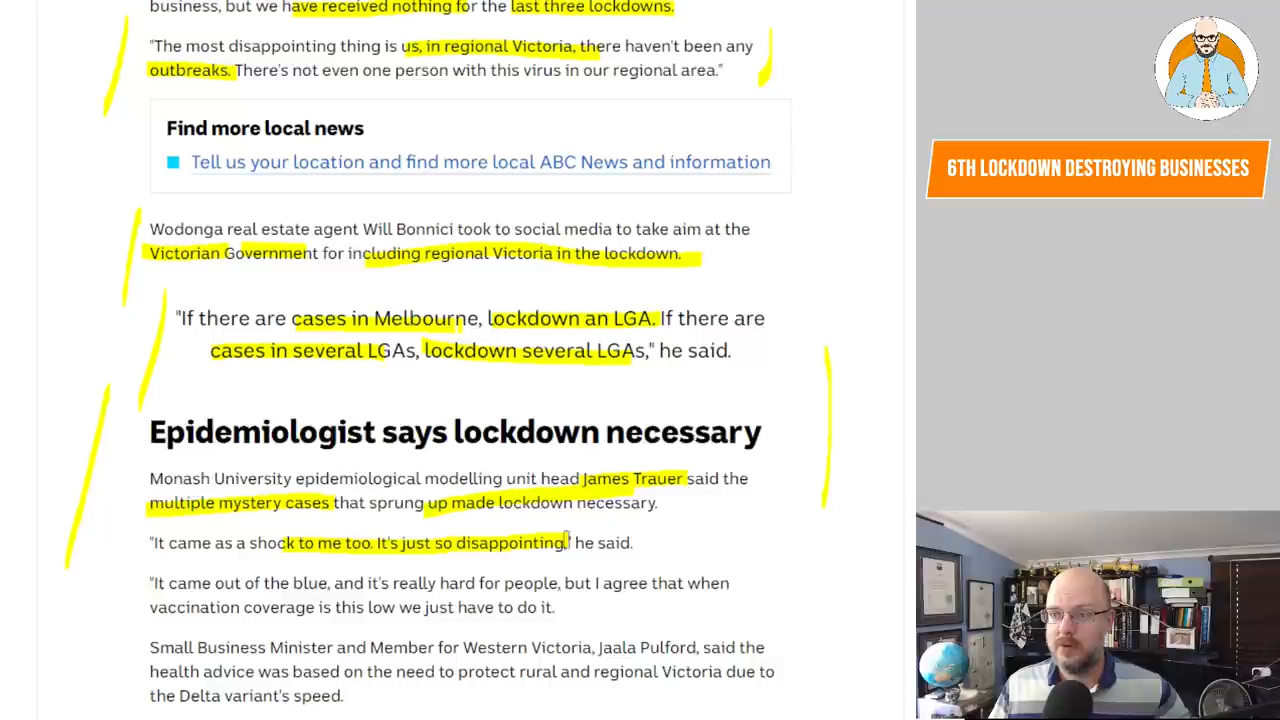 business, but we have received nothing for the last three lockdowns.
"The most disappointing thing is us, in regional Victoria, there haven't been any
outbreaks. There's not even one person with this virus in our regional area."
Find more local news
Tell us your location and find more local ABC News and information
6TH LOCKDOWN DESTROYING BUSINESSES
Wodonga real estate agent Will Bonnici took to social media to take aim at the
Victorian Government for including regional Victoria in the lockdown.
"If there are cases in Melbourne, lockdown an LGA. If there are
cases in several LGAs, lockdown several LGAs," he said.
Epidemiologist says lockdown necessary
Monash University epidemiological modelling unit head James Trauer said the
multiple mystery cases that sprung up made lockdown necessary.
"It came as a shock to me too. It's just so disappointing," he said.
"It came out of the blue, and it's really hard for people, but I agree that when
vaccination coverage is this low we just have to do it.
Small Business Minister and Member for Western Victoria, Jaala Pulford, said the
health advice was based on the need to protect rural and regional Victoria due to
the Delta variant's speed.